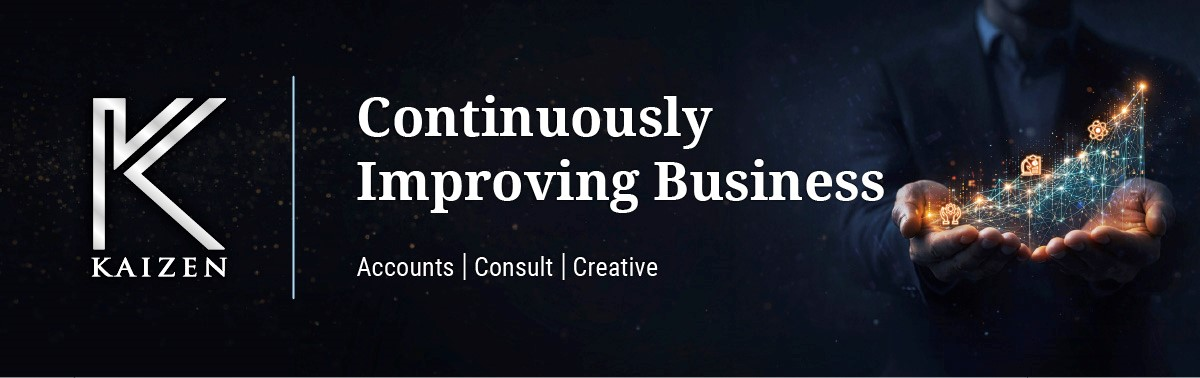 KAIZEN
Continuously
Improving Business
Accounts | Consult | Creative